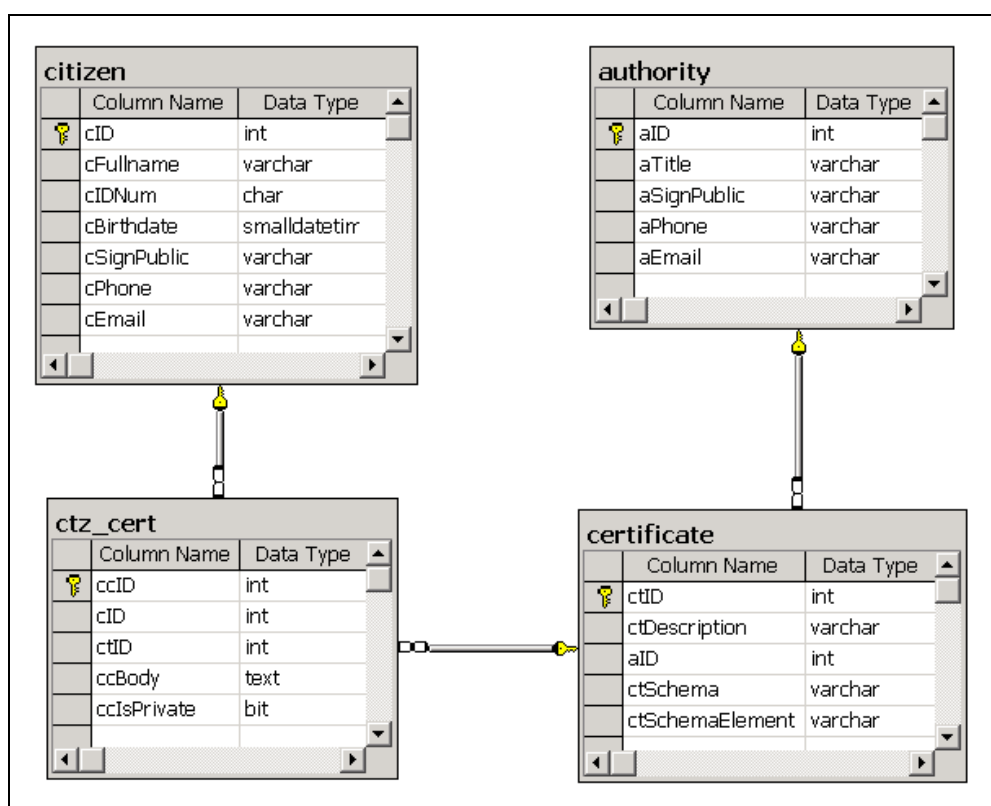 citizen
Column Name Data Type
cID int
cFullname varchar
cIDNum char
cBirthdate smalldatetim
cSignPublic varchar
cPhone varchar
cEmail varchar
authority
Column Name Data Type
aID int
aTitle varchar
aSignPublic varchar
aPhone varchar
aEmail varchar
ctz_cert
Column Name Data Type
ccID int
cID int
ctID int
ccBody text
ccIsPrivate bit
certificate
Column Name Data Type
ctID int
ctDescription varchar
aID int
ctSchema varchar
ctSchemaElement varchar